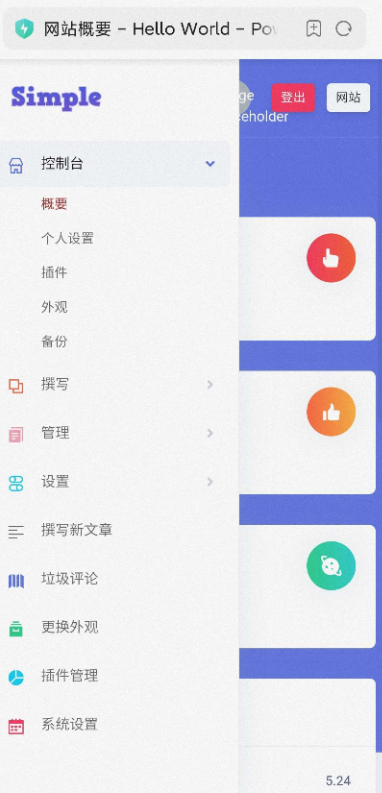 网站概要 – Hello World – Pow
Simple
ge
ceholder
登出
网站
控制台
概要
个人设置
插件
外观
备份
撰写
管理
设置
撰写新文章
垃圾评论
更换外观
插件管理
系统设置
5.24